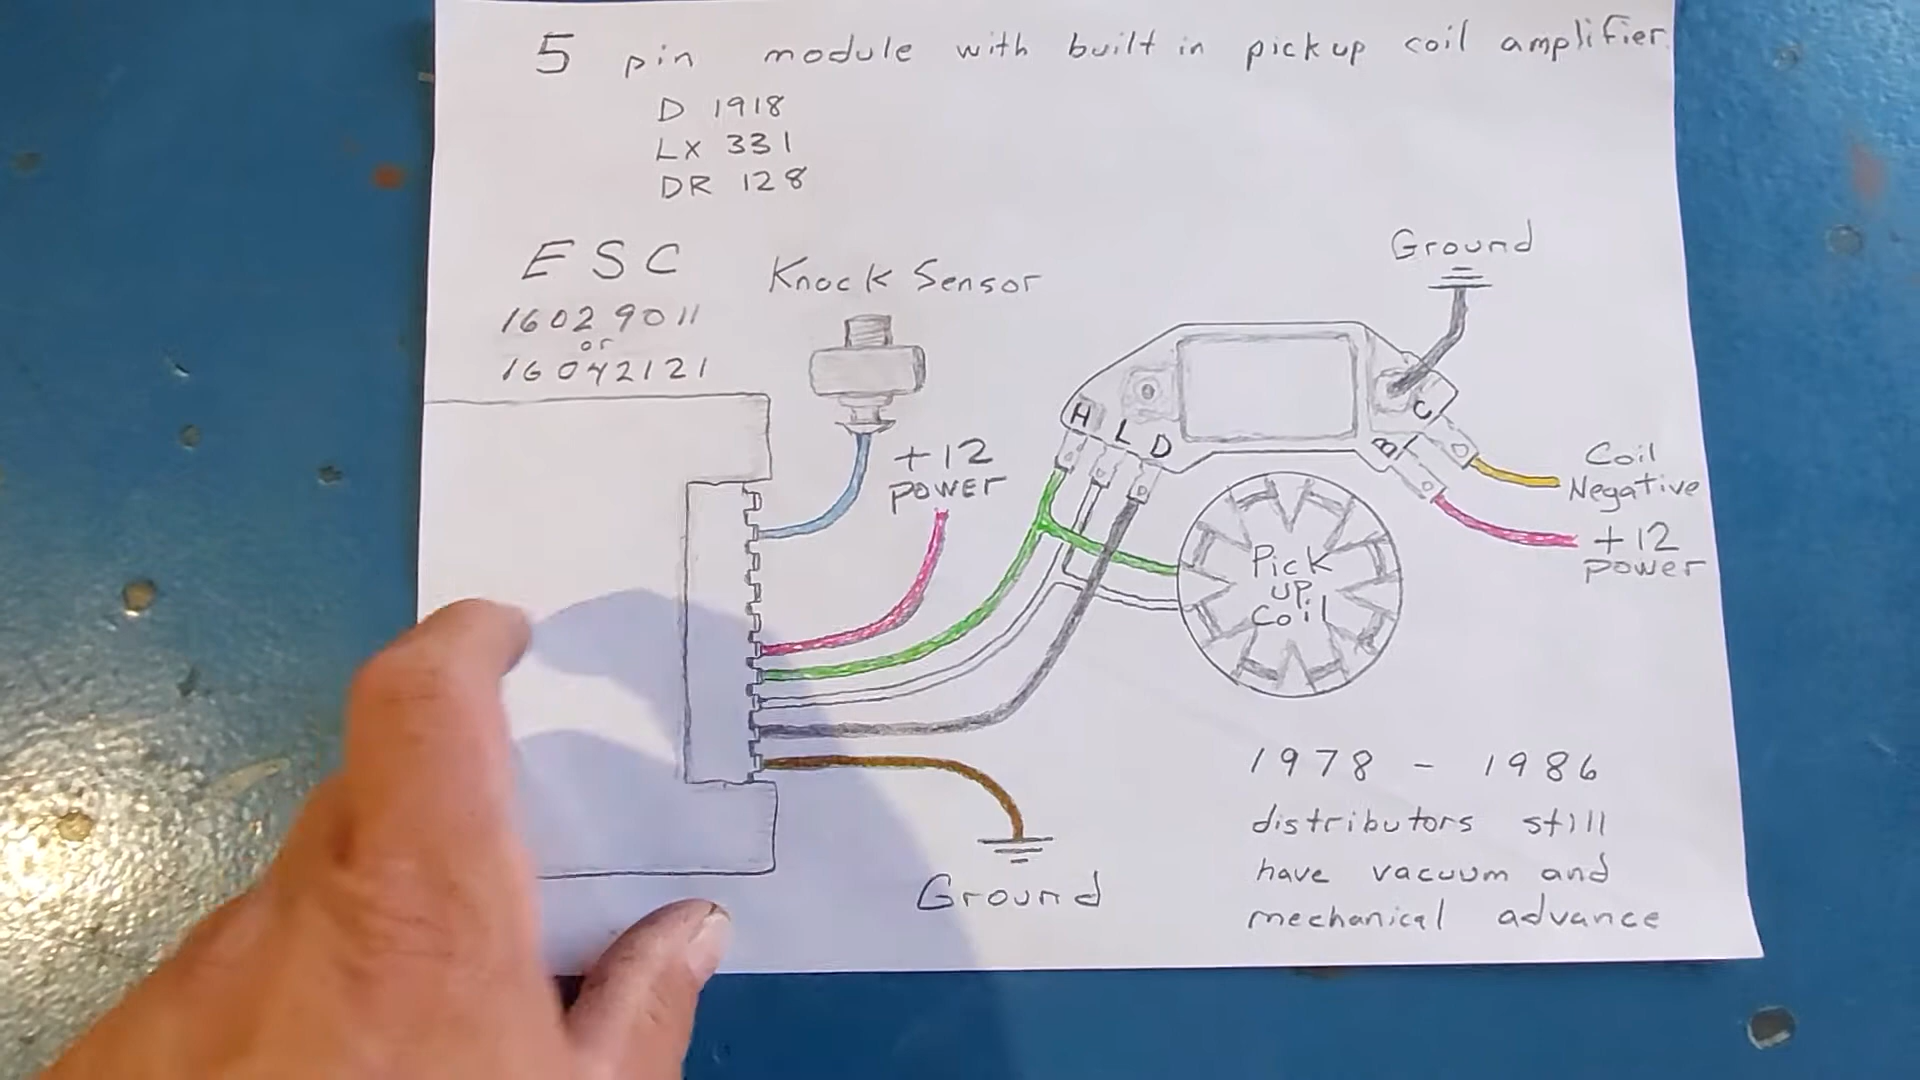 5 pin module with built in pickup coil amplifier
D 1918
LX 331
DR 128
ESC
16029011
or
16042121
Knock Sensor
+12
power
Ground
H L D
C
B
Coil
Negative
+12
power
Pick
up
coil
Ground
1978 - 1986
distributors still
have vacuum and
mechanical advance